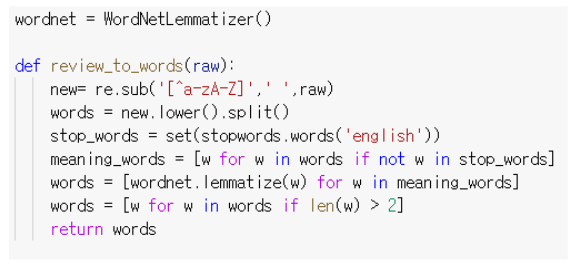 wordnet = WordNetLemmatizer()
def review_to_words(raw):
new= re.sub('[^a-zA-Z]',' ',raw)
words = new.lower().split()
stop_words = set(stopwords.words('english'))
meaning_words = [w for w in words if not w in stop_words]
words = [wordnet.lemmatize(w) for w in meaning_words]
words = [w for w in words if len(w) > 2]
return words